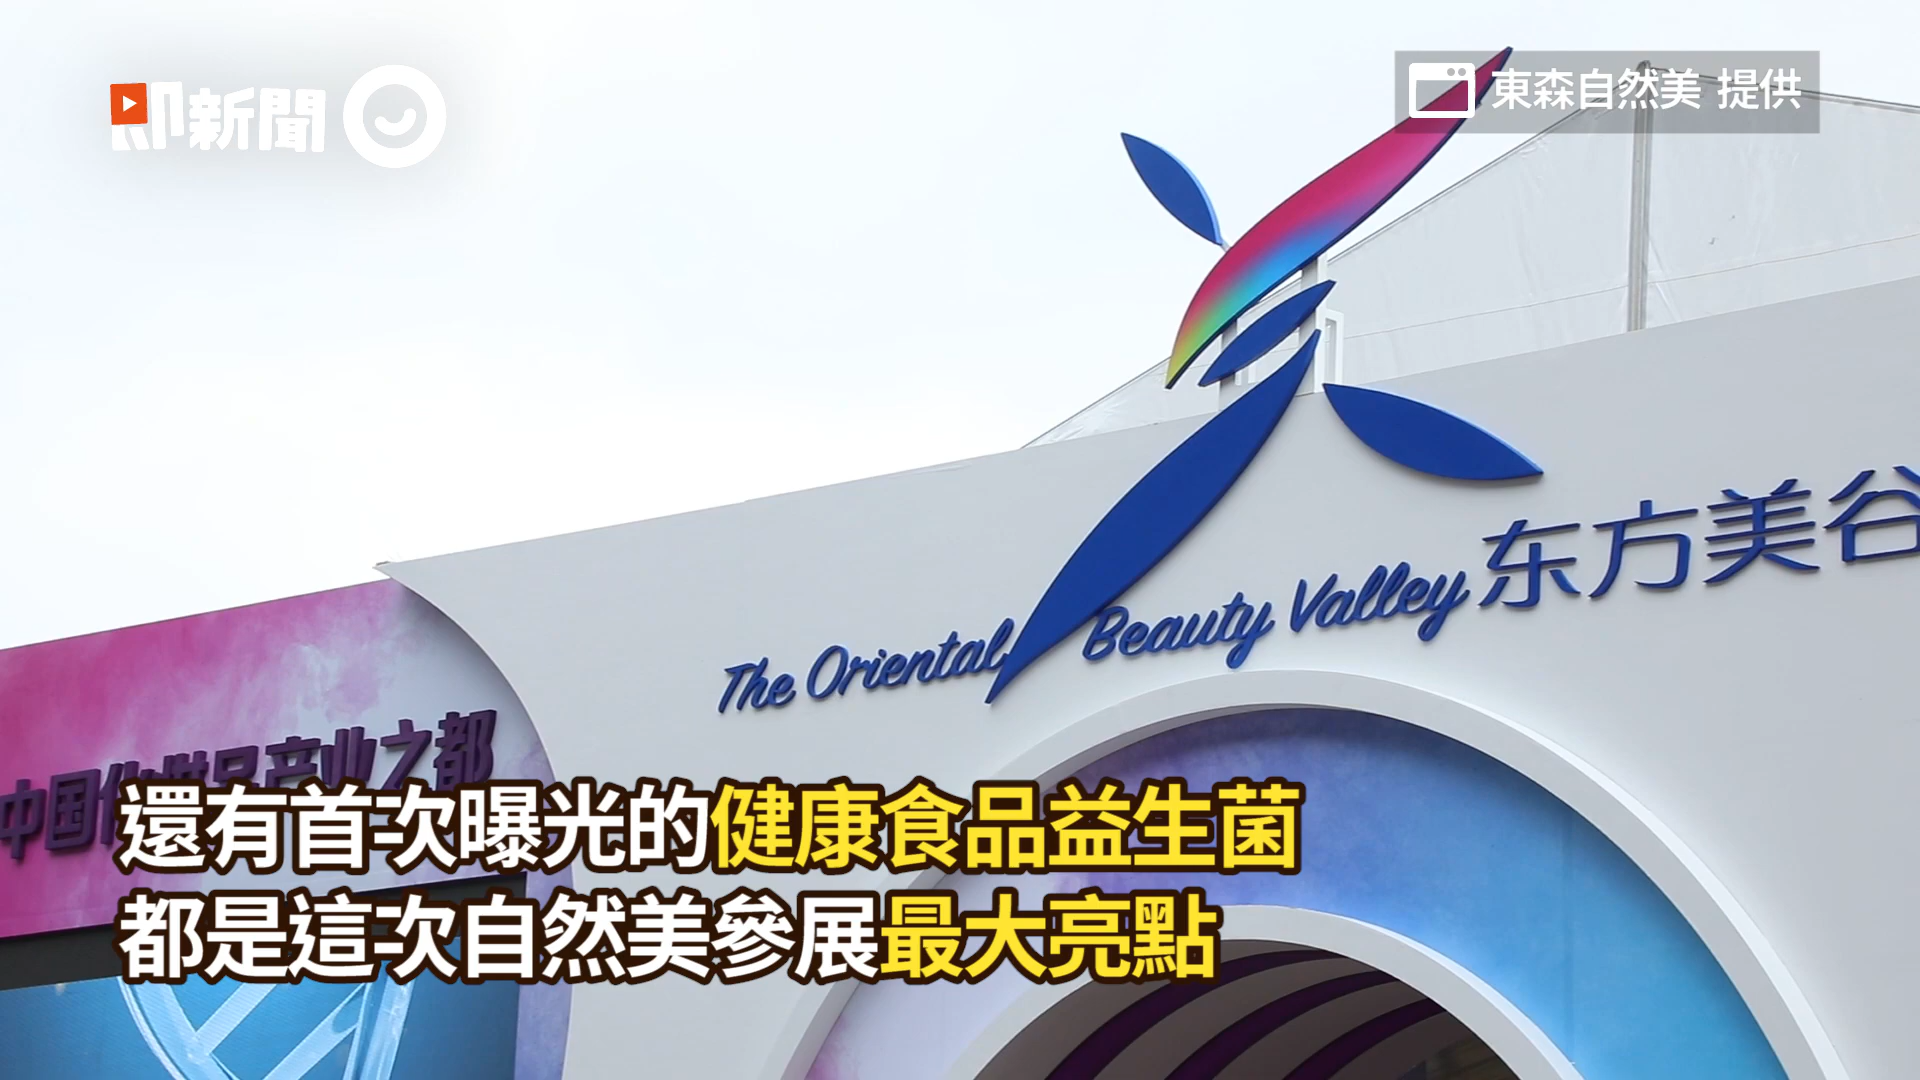 即新聞
東森自然美 提供
The Oriental Beauty Valley 东方美谷
中国化妆品产业之都
還有首次曝光的健康食品益生菌
都是這次自然美參展最大亮點